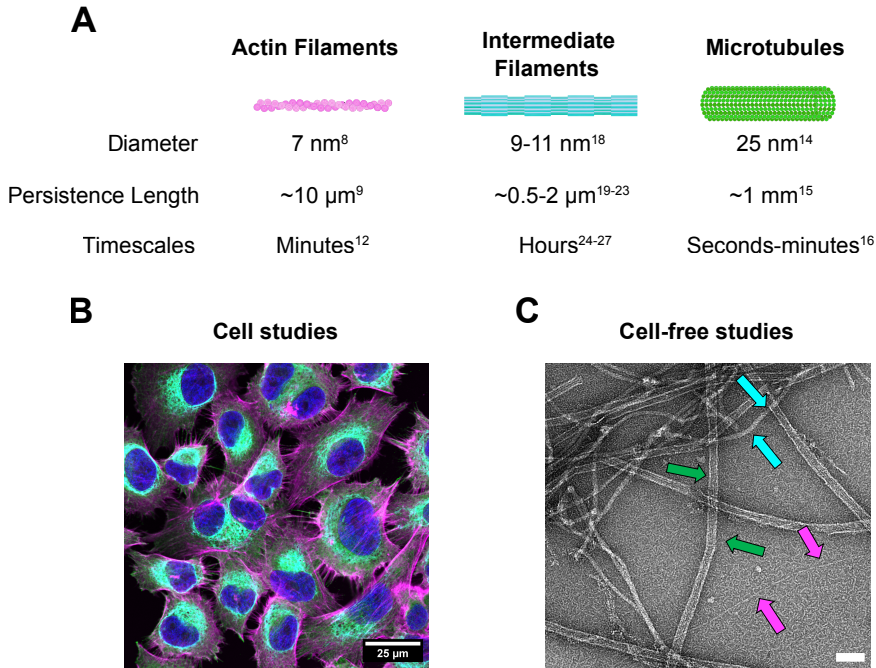 A
Actin Filaments
Intermediate
Filaments
Microtubules
Diameter
7 nm⁸
9-11 nm¹⁸
25 nm¹⁴
Persistence Length
~10 µm⁹
~0.5-2 µm¹⁹⁻²³
~1 mm¹⁵
Timescales
Minutes¹²
Hours²⁴⁻²⁷
Seconds-minutes¹⁶
B
Cell studies
C
Cell-free studies
25 µm